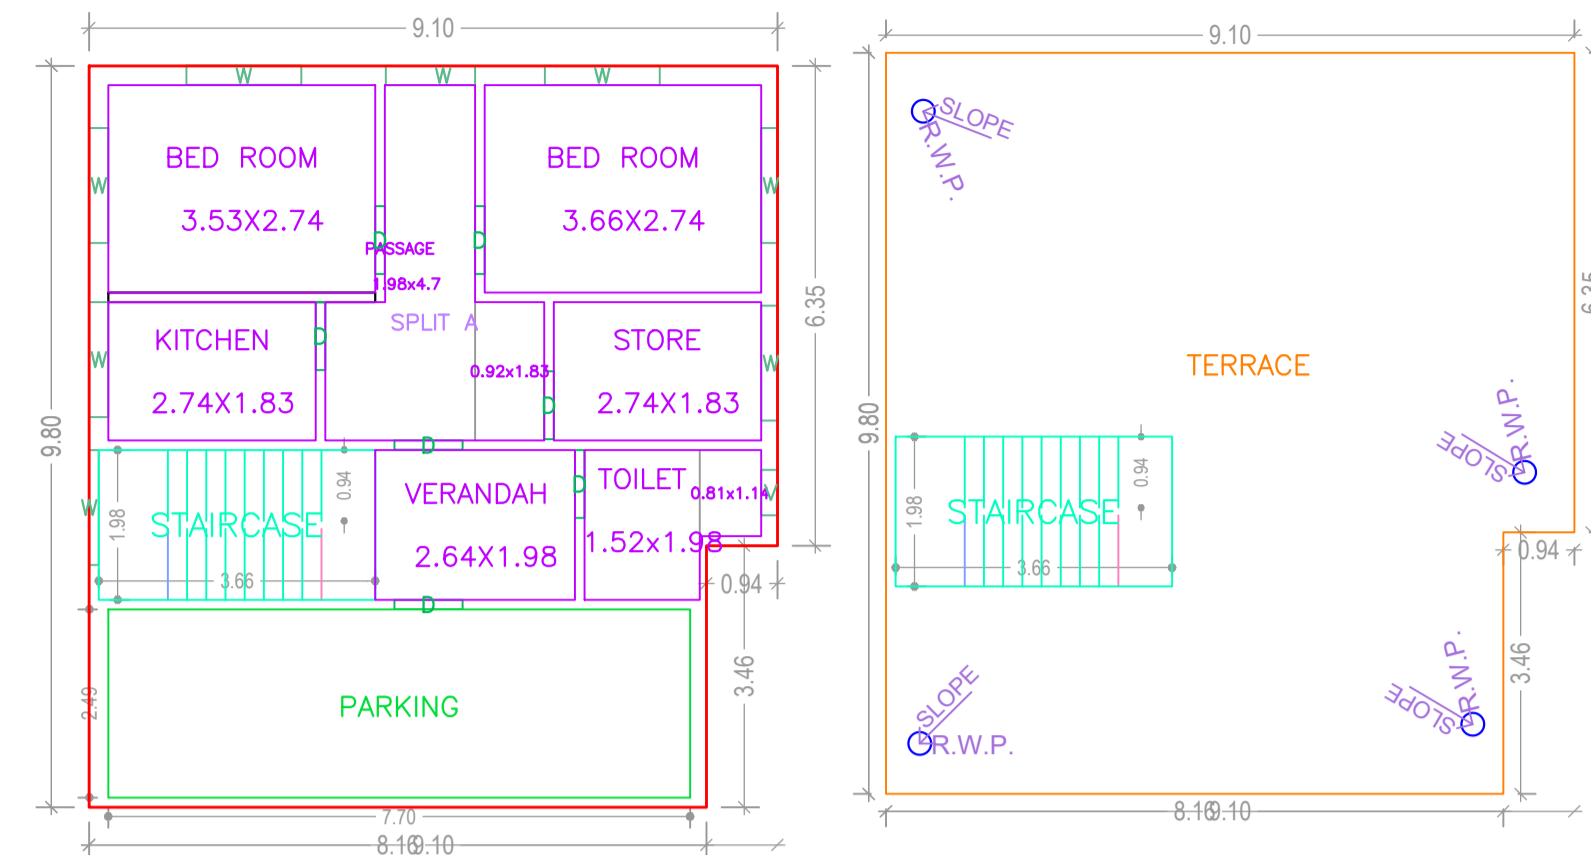 9.10
W W W
BED ROOM
3.53X2.74
BED ROOM
3.66X2.74
W
W
D
D
PASSAGE
1.98x4.7
SPLIT A
KITCHEN
2.74X1.83
D
W
0.92x1.83
STORE
2.74X1.83
D
W
6.35
9.80
D
W
STAIRCASE
1.98
0.94
3.66
VERANDAH
2.64X1.98
D
TOILET
1.52x1.98
0.81x1.14
V
0.94
D
PARKING
2.49
3.46
7.70
8.16
9.10
9.10
SLOPE
R.W.P.
TERRACE
6.35
9.80
R.W.P.
SLOPE
STAIRCASE
1.98
0.94
3.66
0.94
3.46
R.W.P.
SLOPE
SLOPE
R.W.P.
8.16
9.10